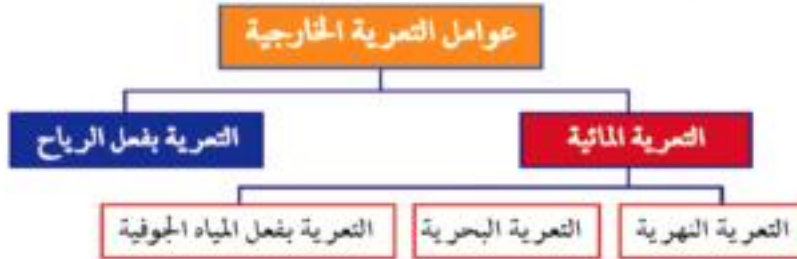 عوامل التعرية الخارجية
التعرية المائية
التعرية بفعل الرياح
التعرية النهرية
التعرية البحرية
التعرية بفعل المياه الجوفية